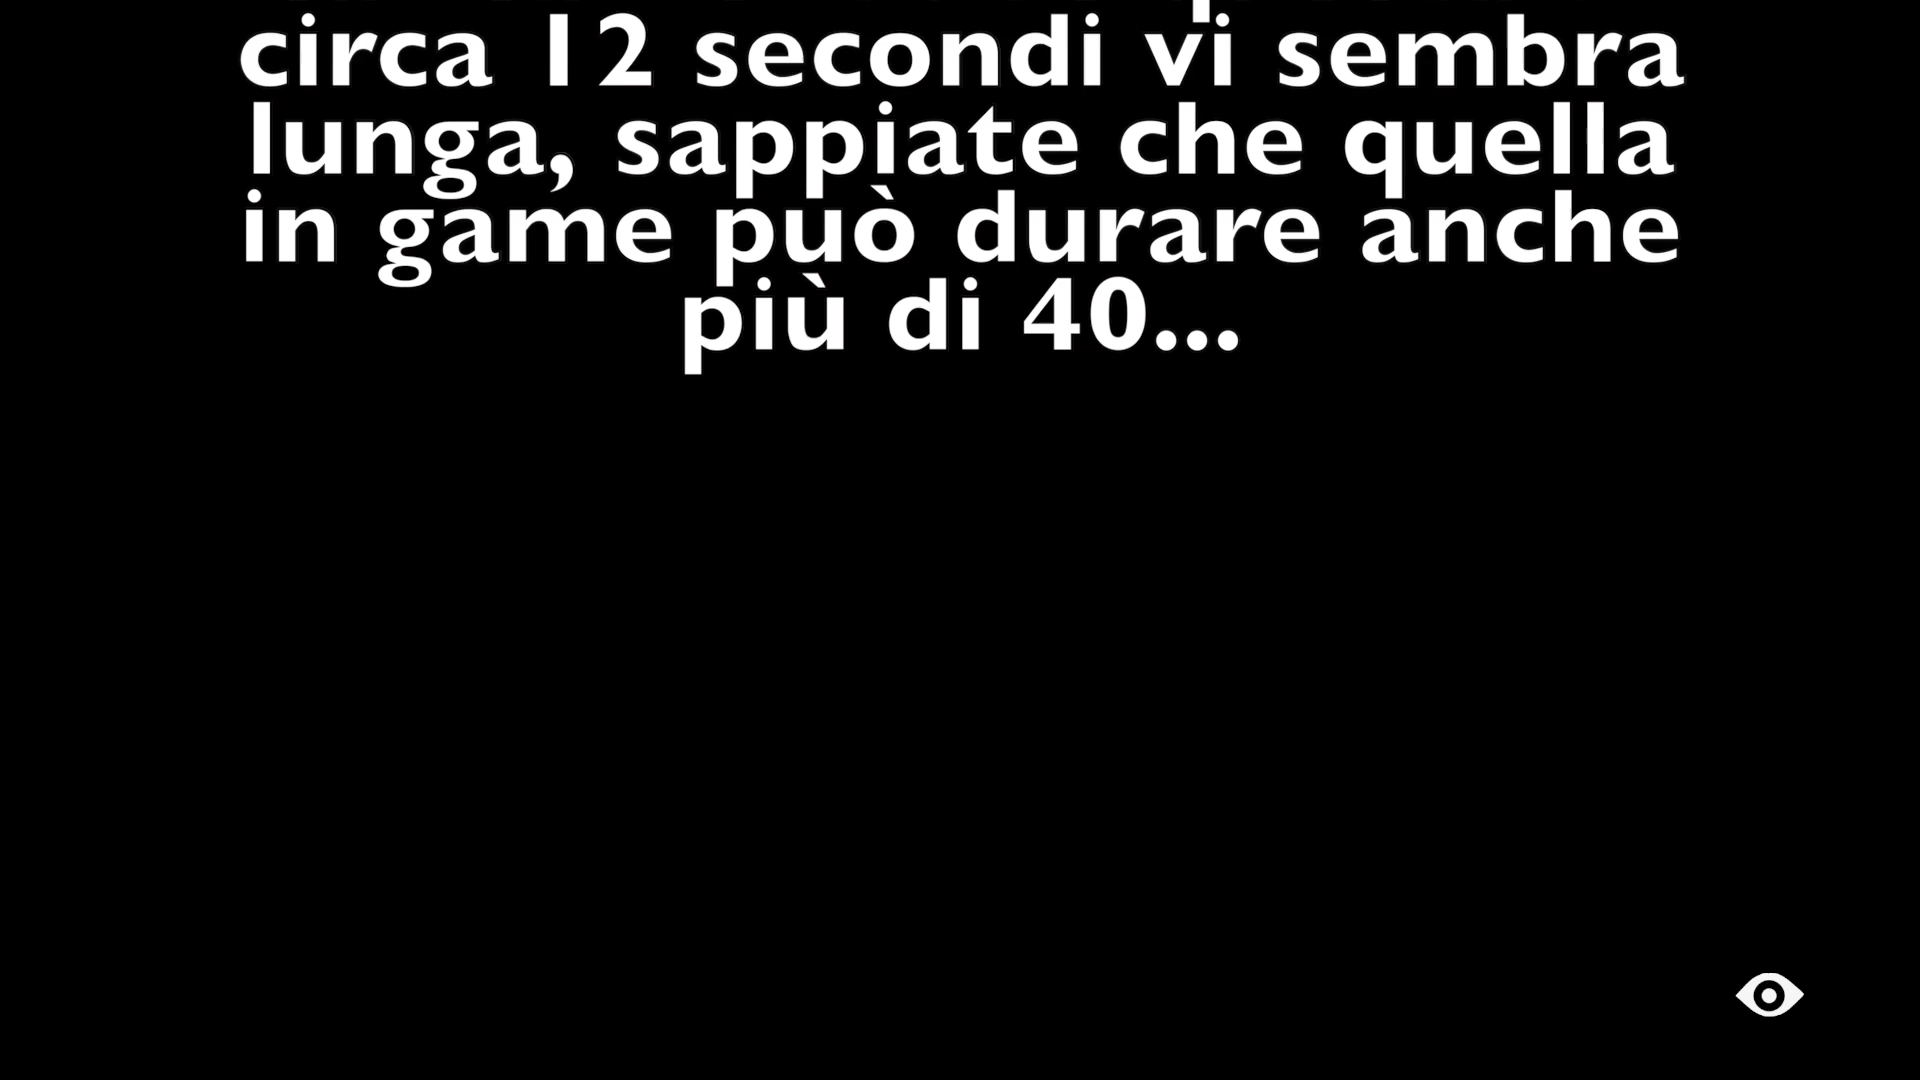 circa 12 secondi vi sembra
lunga, sappiate che quella
in game può durare anche
più di 40...